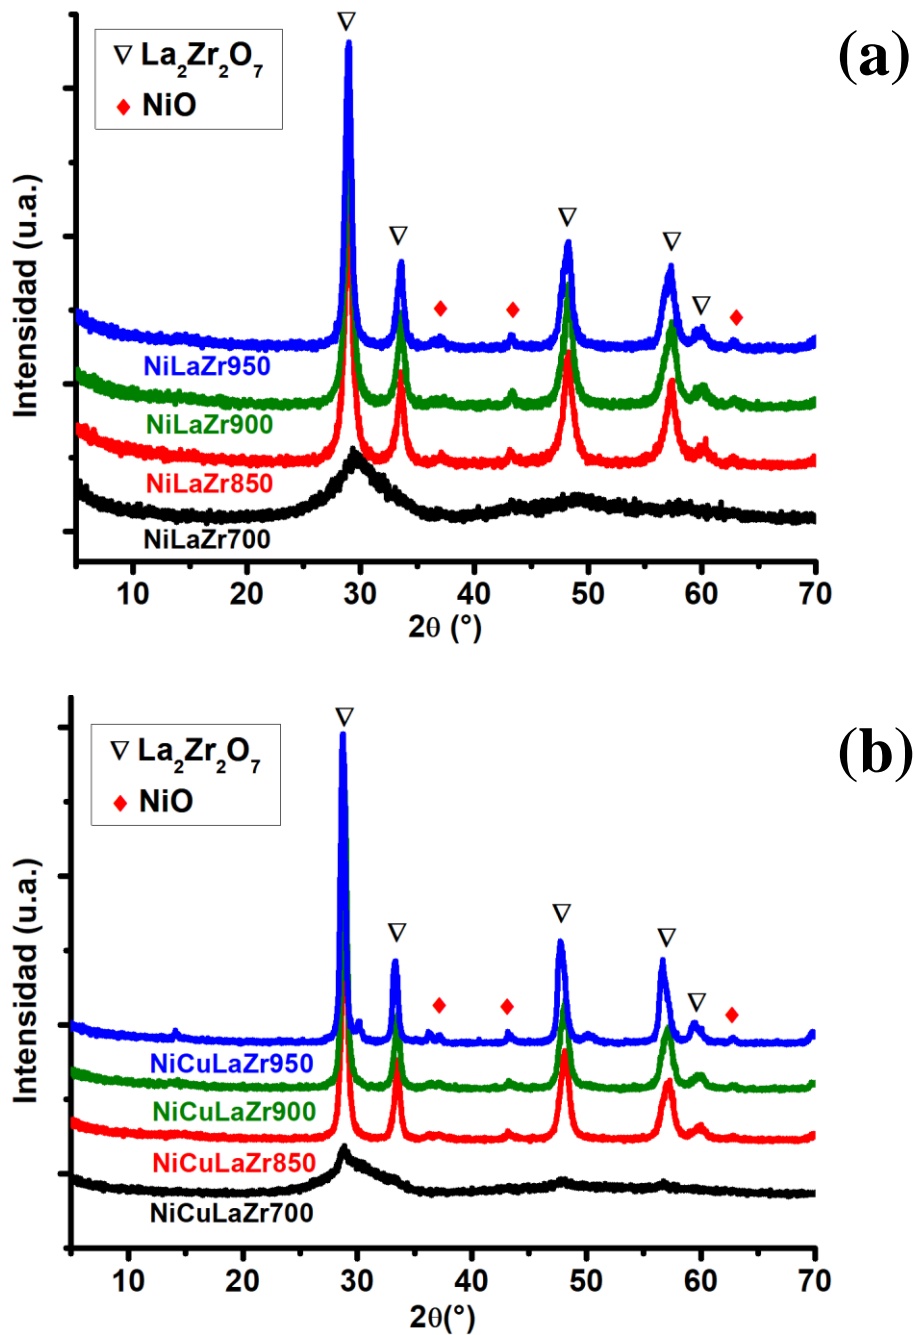 (a)
▽ La₂Zr₂O₇
♦ NiO
Intensidad (u.a.)
NiLaZr950
NiLaZr900
NiLaZr850
NiLaZr700
10 20 30 40 50 60 70
2θ (°)
(b)
▽ La₂Zr₂O₇
♦ NiO
Intensidad (u.a.)
NiCuLaZr950
NiCuLaZr900
NiCuLaZr850
NiCuLaZr700
10 20 30 40 50 60 70
2θ(°)